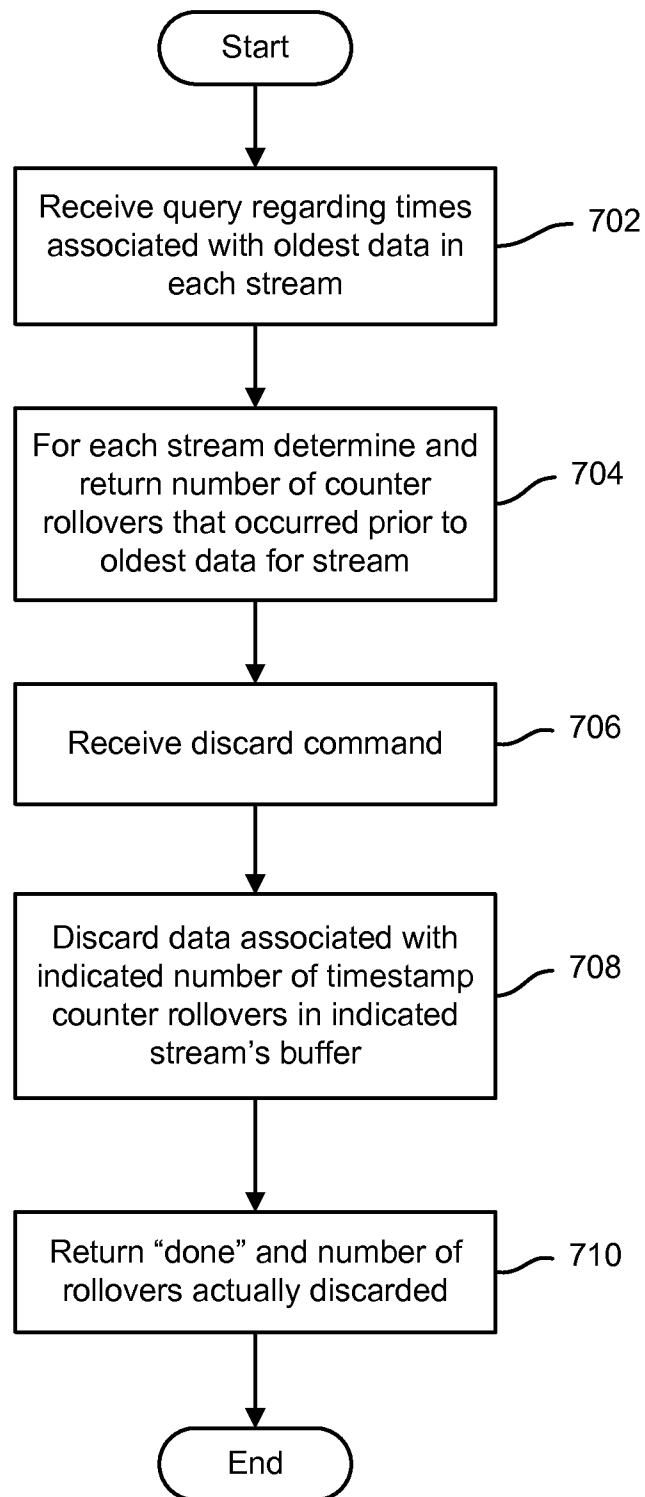 Start
Receive query regarding times
associated with oldest data in
each stream
702
For each stream determine and
return number of counter
rollovers that occurred prior to
oldest data for stream
704
Receive discard command
706
Discard data associated with
indicated number of timestamp
counter rollovers in indicated
stream’s buffer
708
Return “done” and number of
rollovers actually discarded
710
End